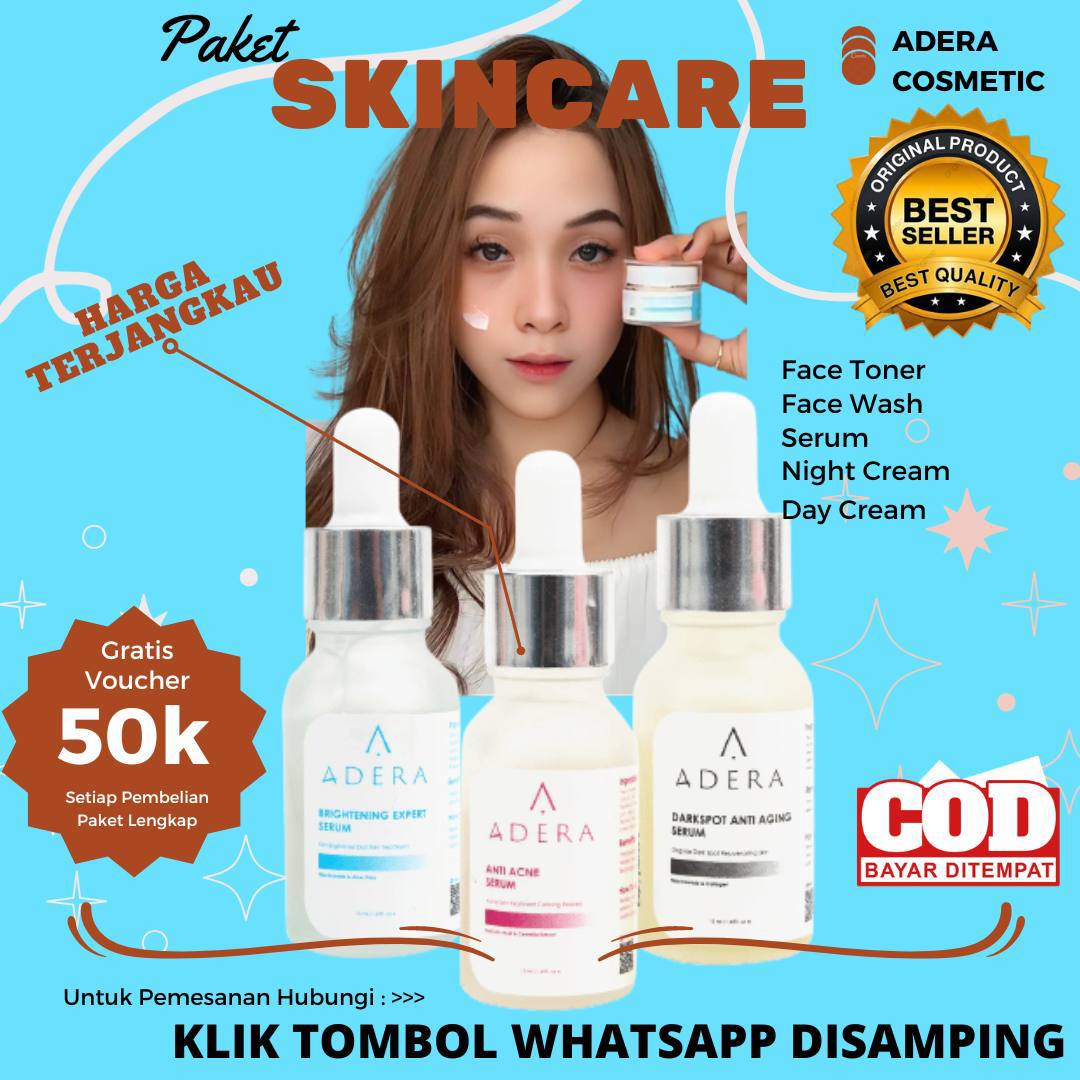 Paket
SKINCARE
ADERA
COSMETIC
ORIGINAL PRODUCT
BEST
SELLER
BEST QUALITY
HARGA
TERJANGKAU
Face Toner
Face Wash
Serum
Night Cream
Day Cream
Gratis
Voucher
50k
Setiap Pembelian
Paket Lengkap
ADERA
BRIGHTENING EXPERT
SERUM
ADERA
ANTI ACNE
SERUM
ADERA
DARKSPOT ANTI AGING
SERUM
COD
BAYAR DITEMPAT
Untuk Pemesanan Hubungi : >>>
KLIK TOMBOL WHATSAPP DISAMPING